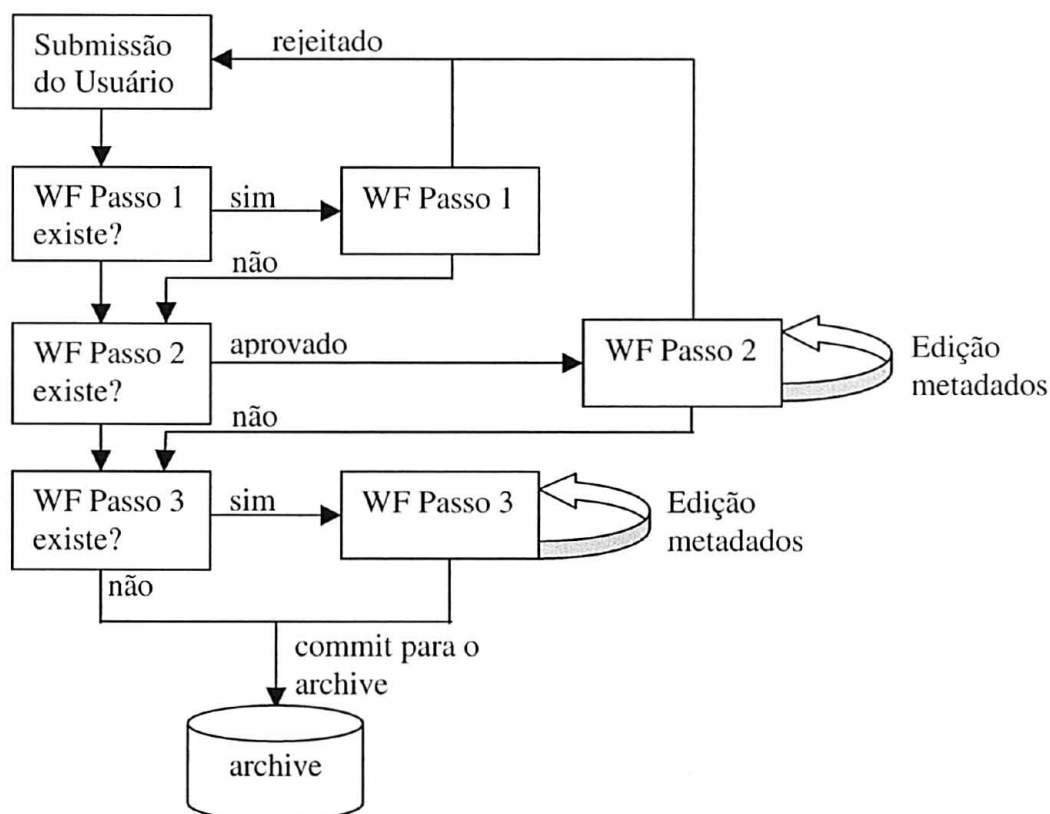 Submissão
do Usuário
rejeitado
WF Passo 1
existe?
sim
WF Passo 1
não
WF Passo 2
existe?
aprovado
WF Passo 2
Edição
metadados
não
WF Passo 3
existe?
sim
WF Passo 3
Edição
metadados
não
commit para o
archive
archive